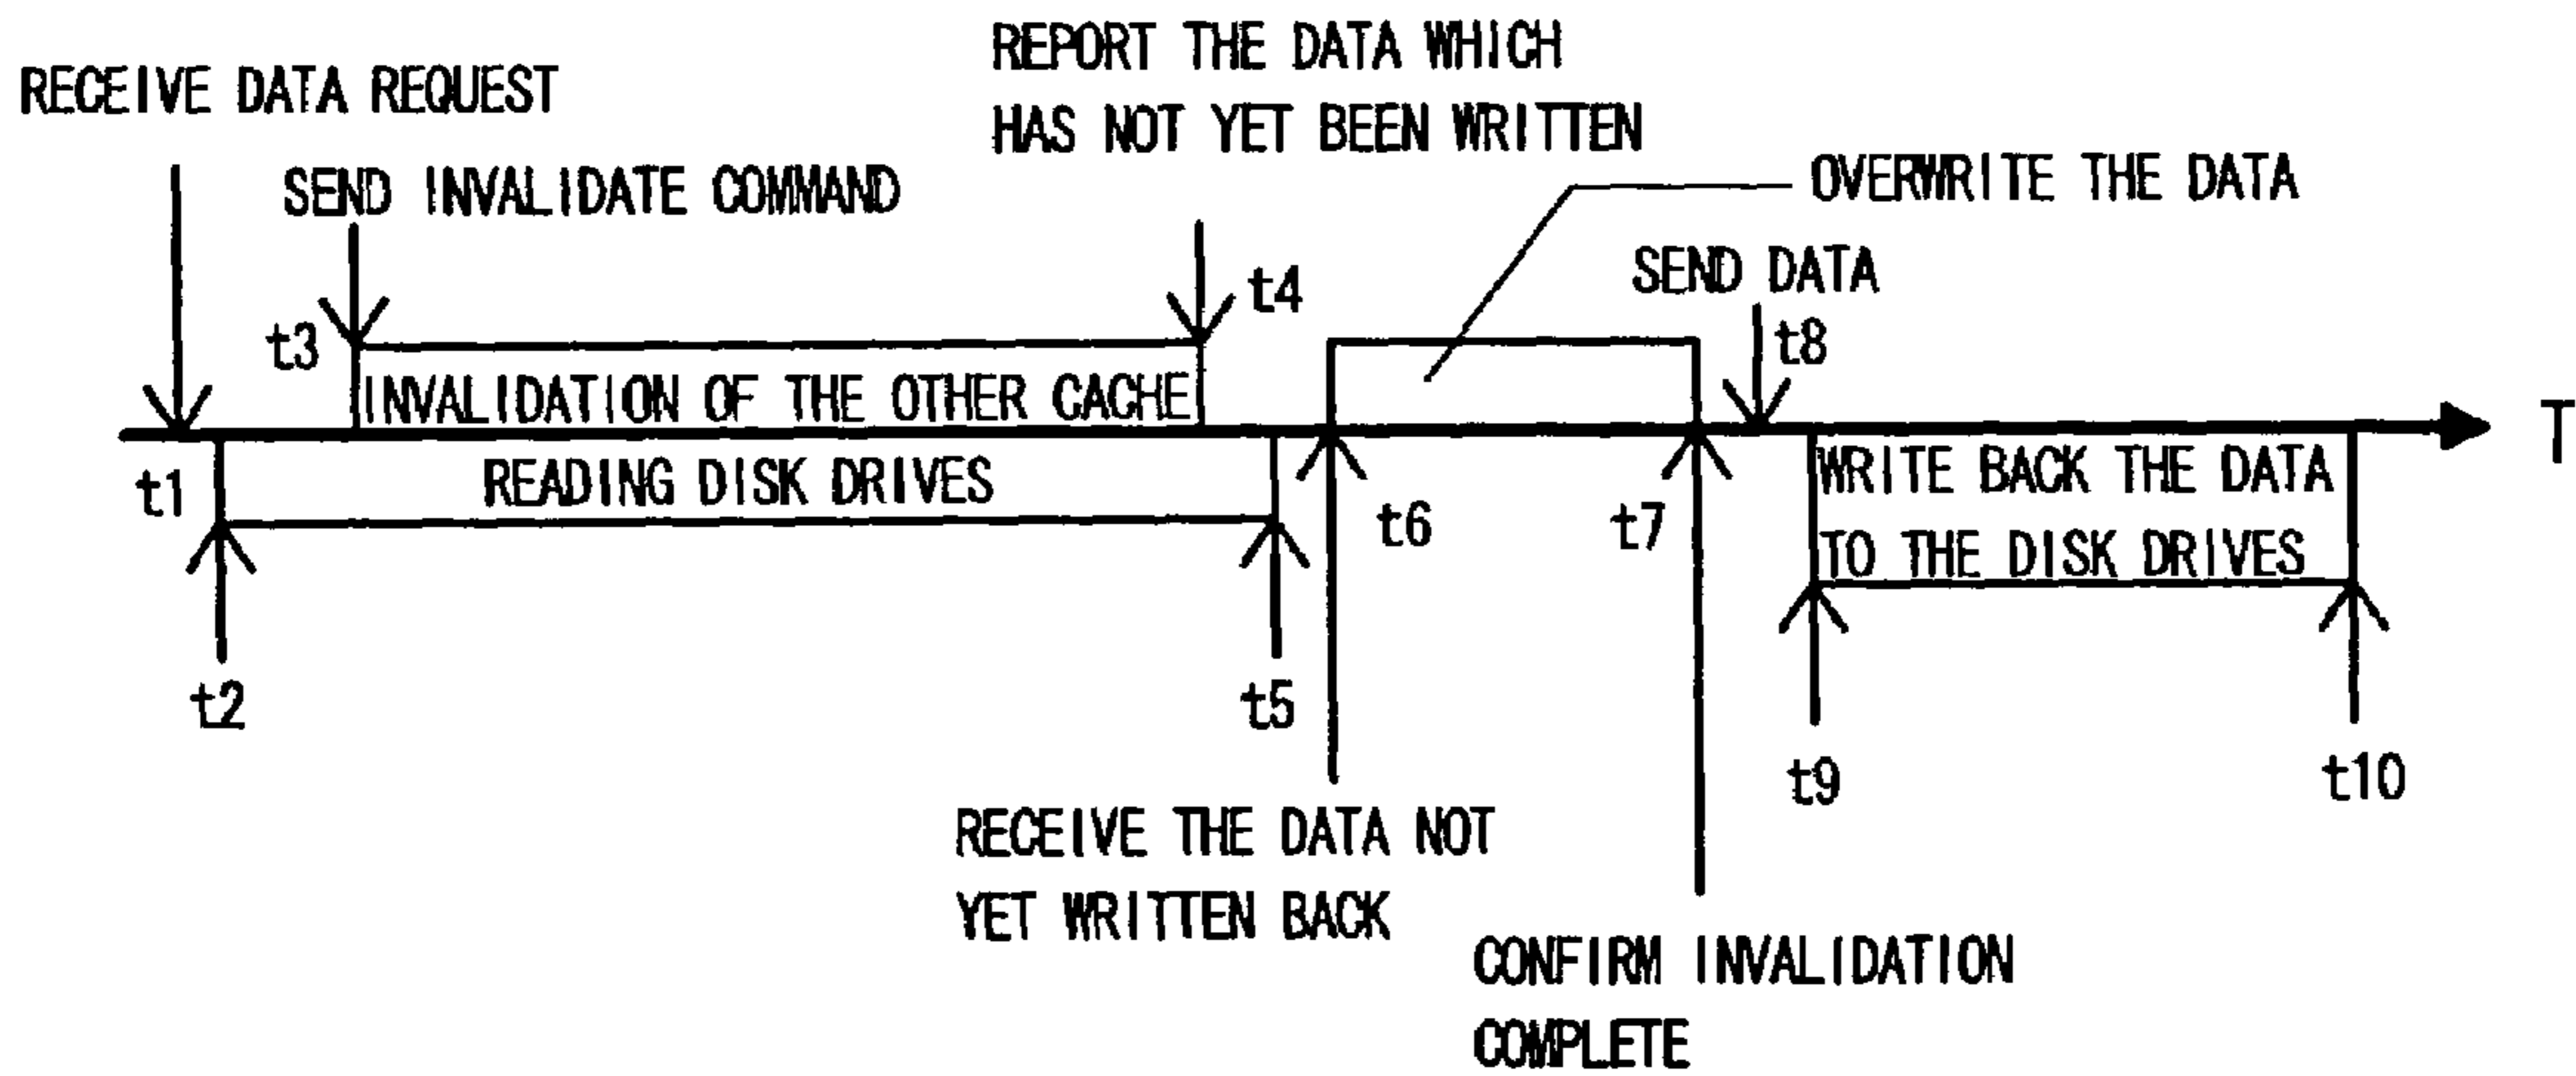 RECEIVE DATA REQUEST
REPORT THE DATA WHICH
HAS NOT YET BEEN WRITTEN
SEND INVALIDATE COMMAND
OVERWRITE THE DATA
SEND DATA
t3
t4
t8
INVALIDATION OF THE OTHER CACHE
T
t1
READING DISK DRIVES
t6
t7
WRITE BACK THE DATA
TO THE DISK DRIVES
t2
t5
t9
t10
RECEIVE THE DATA NOT
YET WRITTEN BACK
CONFIRM INVALIDATION
COMPLETE